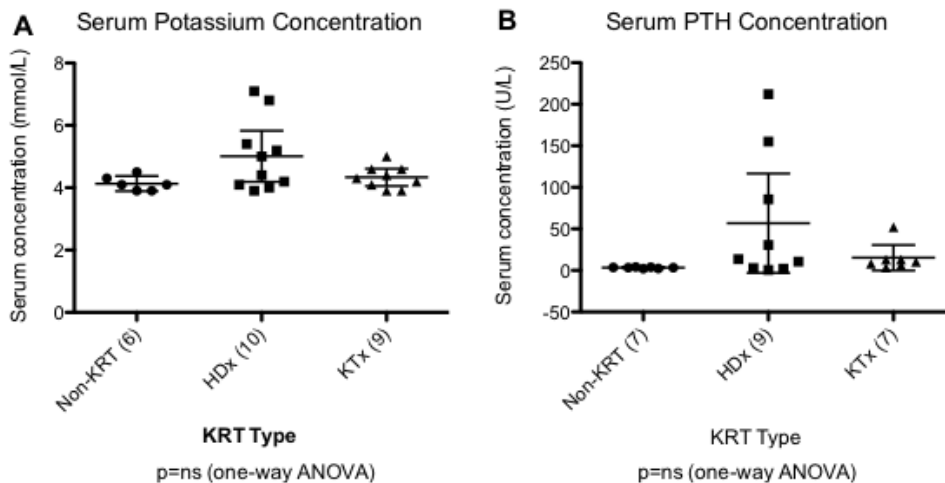 A
Serum Potassium Concentration
Serum concentration (mmol/L)
8
6
4
2
0
Non-KRT (6)
HDx (10)
KTx (9)
KRT Type
p=ns (one-way ANOVA)
B
Serum PTH Concentration
Serum concentration (U/L)
250
200
150
100
50
0
-50
Non-KRT (7)
HDx (9)
KTx (7)
KRT Type
p=ns (one-way ANOVA)